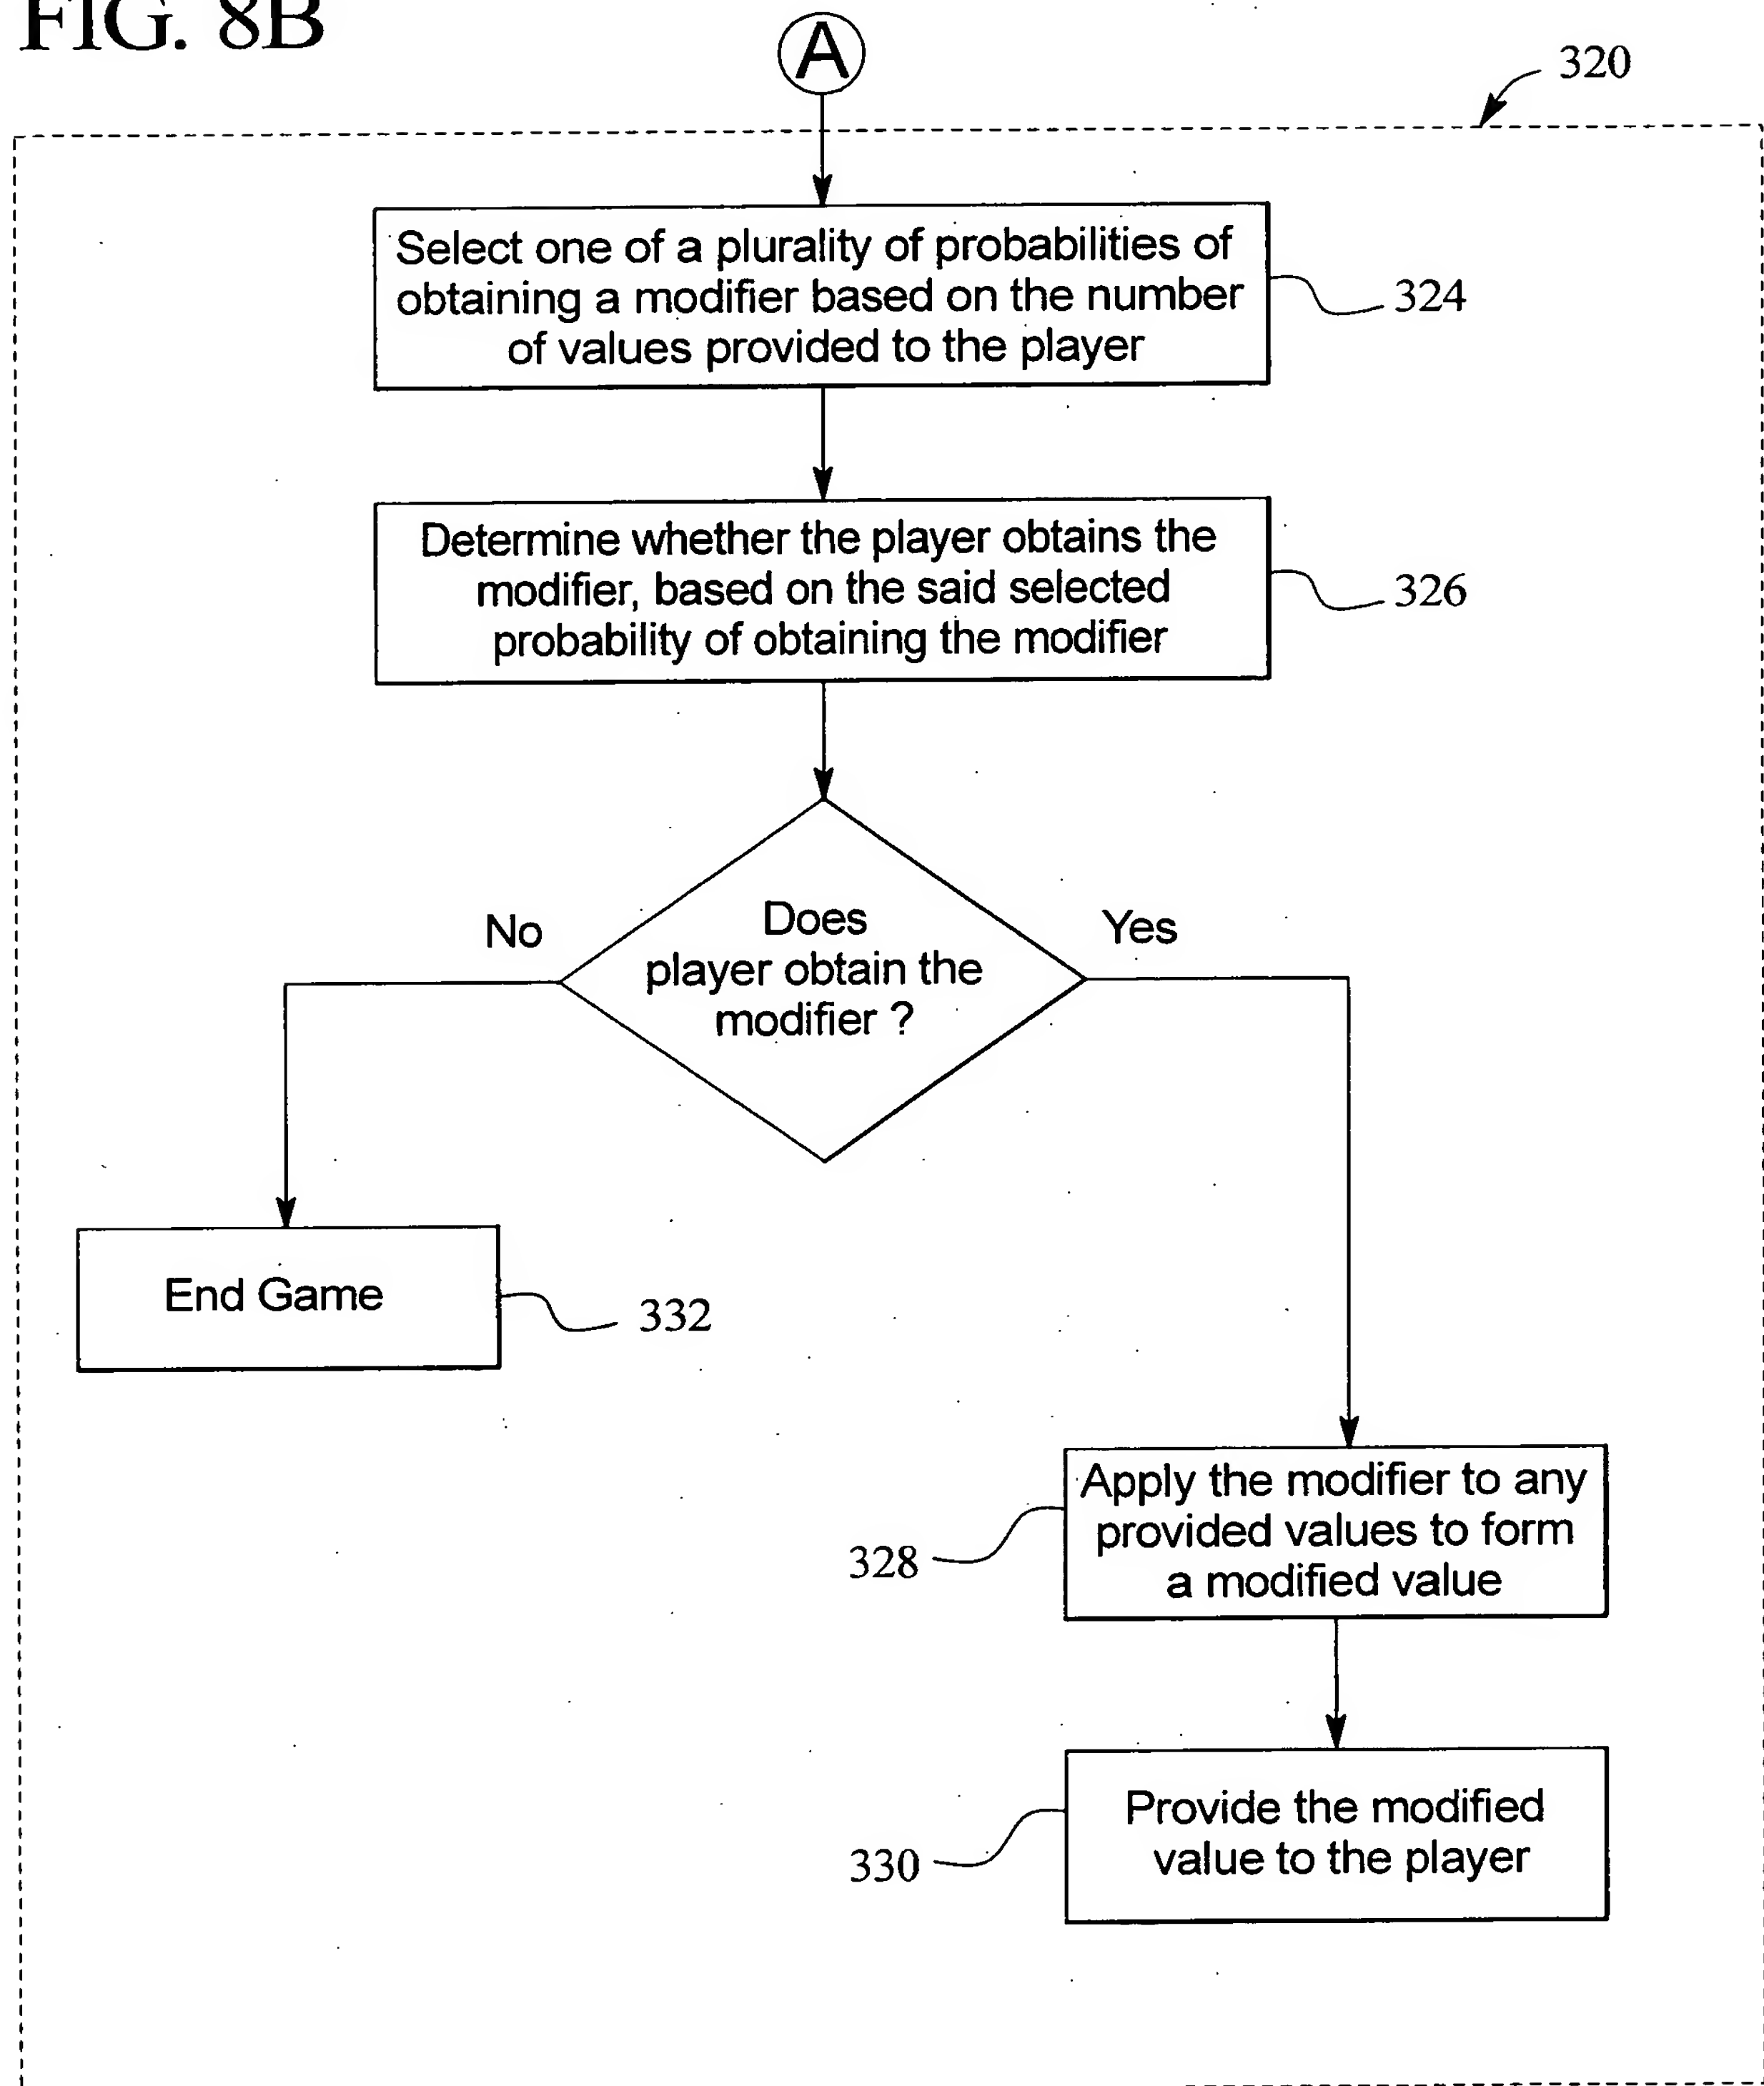 FIG. 8B
A
320
Select one of a plurality of probabilities of
obtaining a modifier based on the number
of values provided to the player
324
Determine whether the player obtains the
modifier, based on the said selected
probability of obtaining the modifier
326
No
Does
player obtain the
modifier ?
Yes
End Game
332
Apply the modifier to any
provided values to form
a modified value
328
Provide the modified
value to the player
330